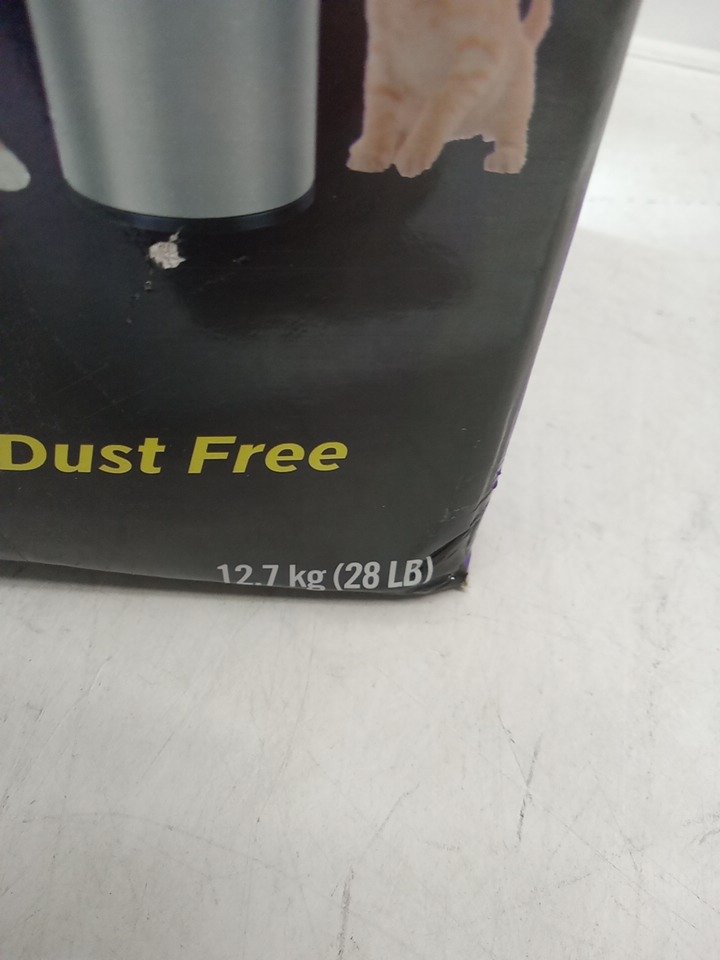 Dust Free
12.7 kg (28 LB)